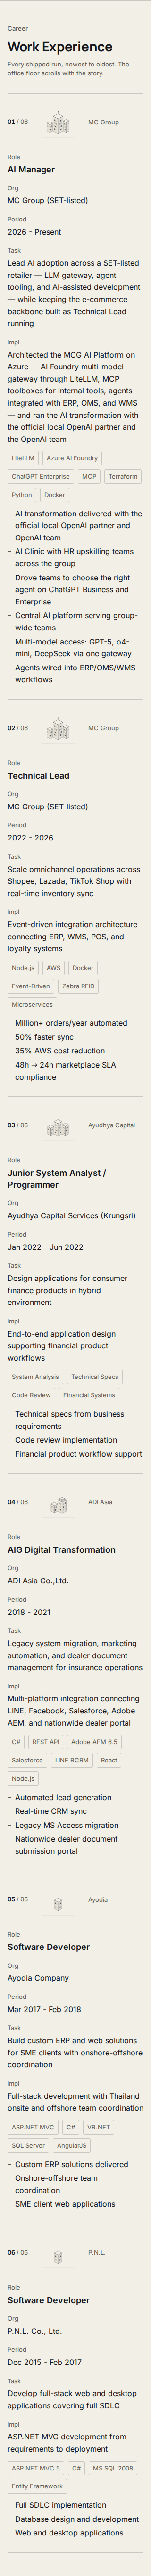 Career
Work Experience
Every shipped run, newest to oldest. The
office floor scrolls with the story.
01 / 06
MC Group
Role
AI Manager
Org
MC Group (SET-listed)
Period
2026 - Present
Task
Lead AI adoption across a SET-listed
retailer — LLM gateway, agent
tooling, and AI-assisted development
— while keeping the e-commerce
backbone built as Technical Lead
running
Impl
Architected the MCG AI Platform on
Azure — AI Foundry multi-model
gateway through LiteLLM, MCP
toolboxes for internal tools, agents
integrated with ERP, OMS, and WMS
— and ran the AI transformation with
the official local OpenAI partner and
the OpenAI team
LiteLLM Azure AI Foundry
ChatGPT Enterprise MCP Terraform
Python Docker
– AI transformation delivered with the
official local OpenAI partner and
OpenAI team
– AI Clinic with HR upskilling teams
across the group
– Drove teams to choose the right
agent on ChatGPT Business and
Enterprise
– Central AI platform serving group-
wide teams
– Multi-model access: GPT-5, o4-
mini, DeepSeek via one gateway
– Agents wired into ERP/OMS/WMS
workflows
02 / 06
MC Group
Role
Technical Lead
Org
MC Group (SET-listed)
Period
2022 - 2026
Task
Scale omnichannel operations across
Shopee, Lazada, TikTok Shop with
real-time inventory sync
Impl
Event-driven integration architecture
connecting ERP, WMS, POS, and
loyalty systems
Node.js AWS Docker
Event-Driven Zebra RFID
Microservices
– Million+ orders/year automated
– 50% faster sync
– 35% AWS cost reduction
– 48h → 24h marketplace SLA
compliance
03 / 06
Ayudhya Capital
Role
Junior System Analyst /
Programmer
Org
Ayudhya Capital Services (Krungsri)
Period
Jan 2022 - Jun 2022
Task
Design applications for consumer
finance products in hybrid
environment
Impl
End-to-end application design
supporting financial product
workflows
System Analysis Technical Specs
Code Review Financial Systems
– Technical specs from business
requirements
– Code review implementation
– Financial product workflow support
04 / 06
ADI Asia
Role
AIG Digital Transformation
Org
ADI Asia Co.,Ltd.
Period
2018 - 2021
Task
Legacy system migration, marketing
automation, and dealer document
management for insurance operations
Impl
Multi-platform integration connecting
LINE, Facebook, Salesforce, Adobe
AEM, and nationwide dealer portal
C# REST API Adobe AEM 6.5
Salesforce LINE BCRM React
Node.js
– Automated lead generation
– Real-time CRM sync
– Legacy MS Access migration
– Nationwide dealer document
submission portal
05 / 06
Ayodia
Role
Software Developer
Org
Ayodia Company
Period
Mar 2017 - Feb 2018
Task
Build custom ERP and web solutions
for SME clients with onshore-offshore
coordination
Impl
Full-stack development with Thailand
onsite and offshore team coordination
ASP.NET MVC C# VB.NET
SQL Server AngularJS
– Custom ERP solutions delivered
– Onshore-offshore team
coordination
– SME client web applications
06 / 06
P.N.L.
Role
Software Developer
Org
P.N.L. Co., Ltd.
Period
Dec 2015 - Feb 2017
Task
Develop full-stack web and desktop
applications covering full SDLC
Impl
ASP.NET MVC development from
requirements to deployment
ASP.NET MVC 5 C# MS SQL 2008
Entity Framework
– Full SDLC implementation
– Database design and development
– Web and desktop applications